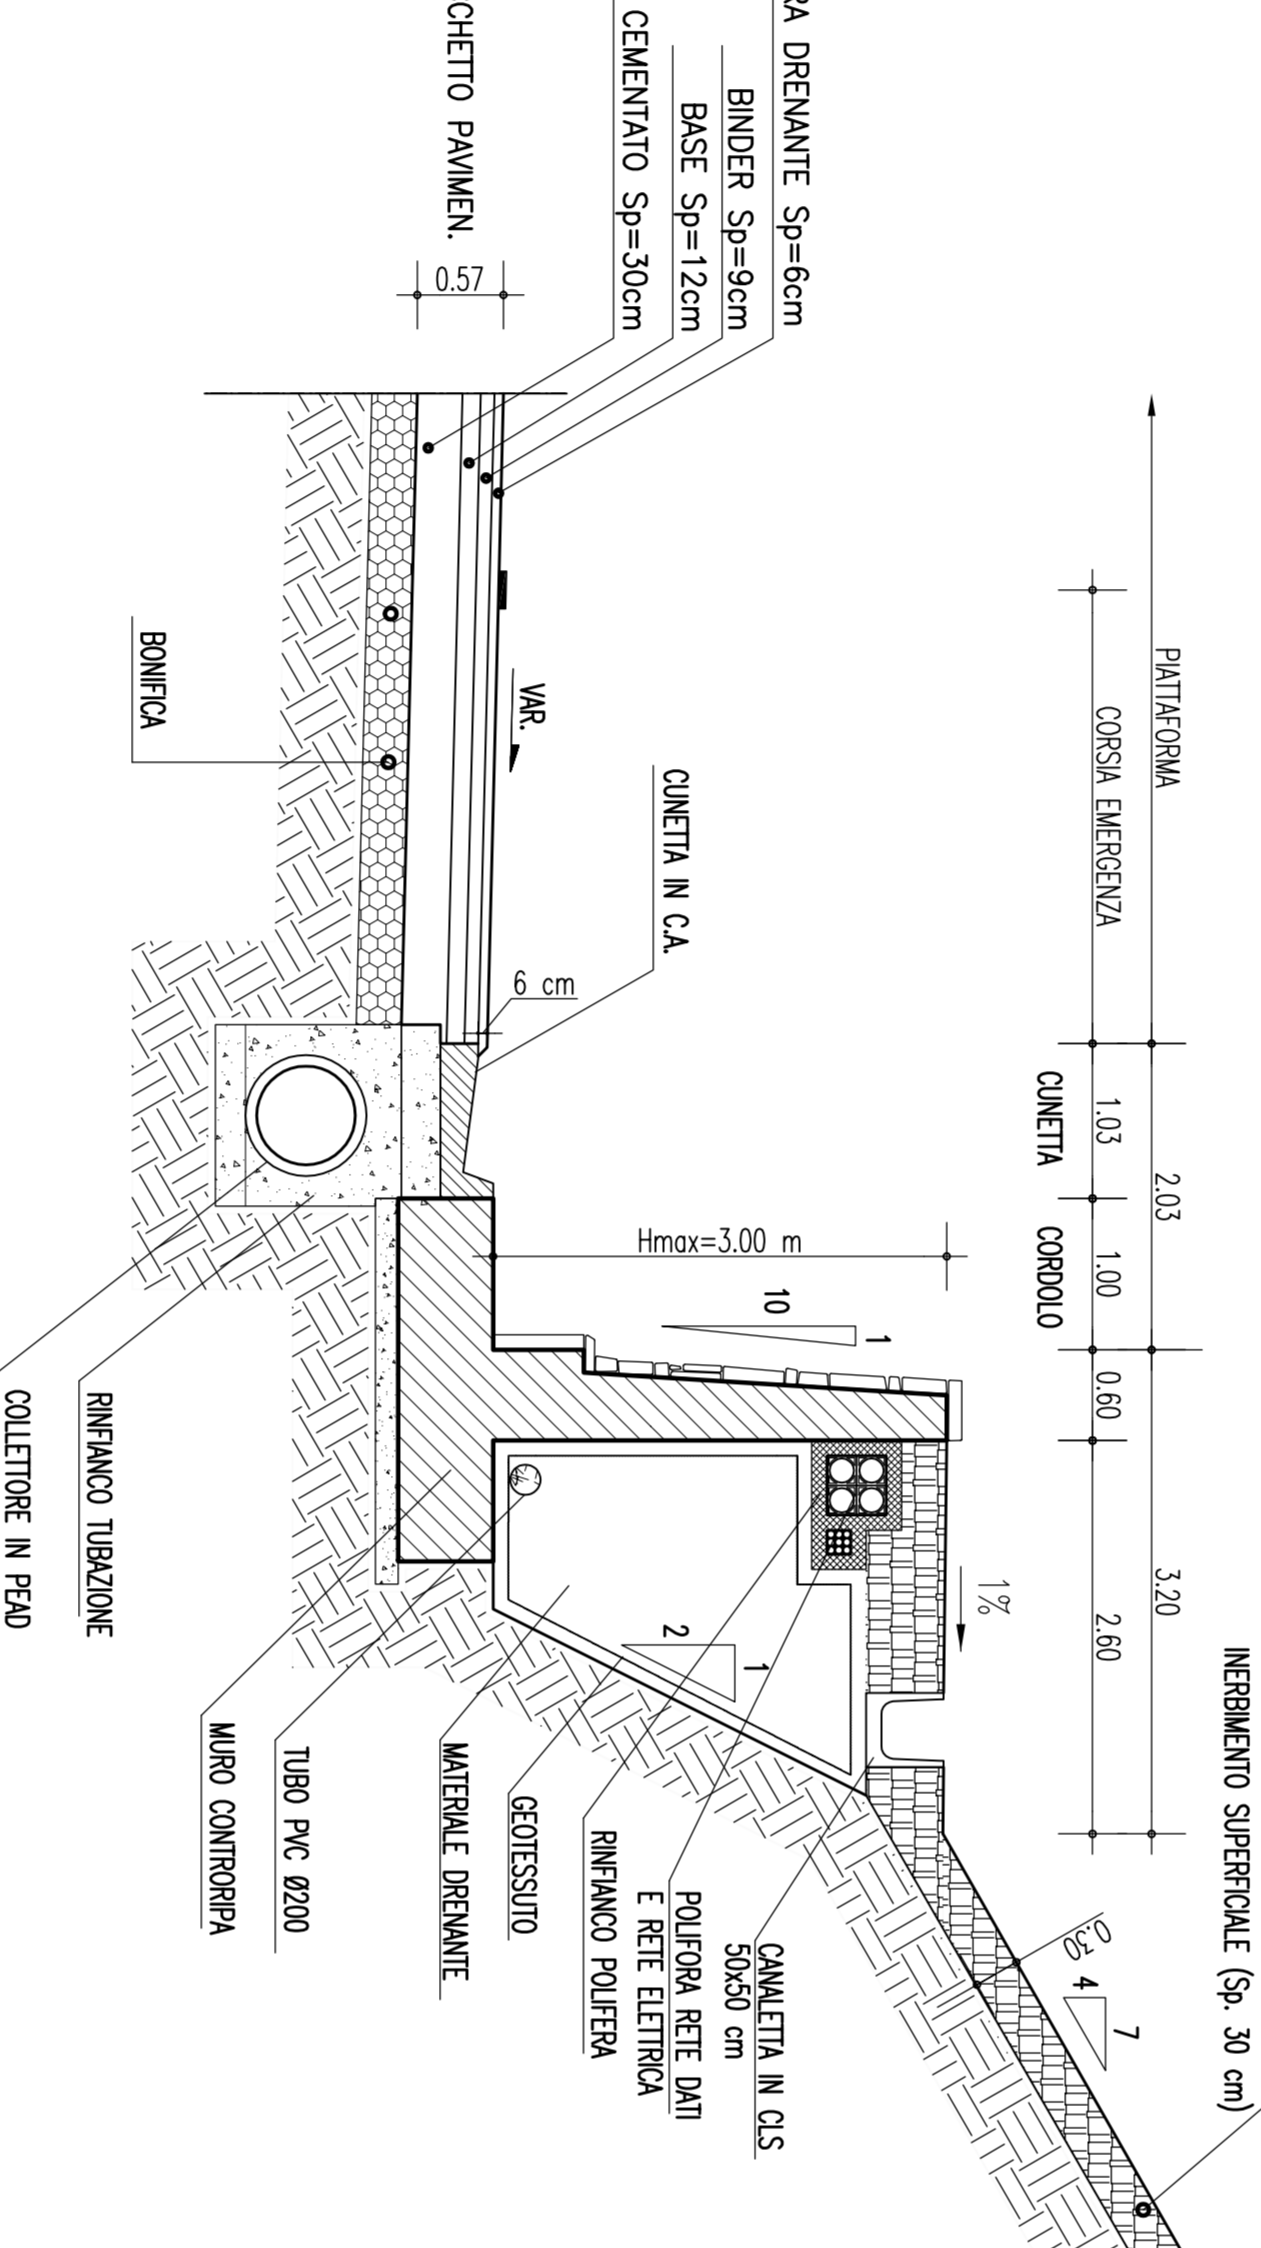 INERBIMENTO SUPERFICIALE (Sp. 30 cm)
PIATTAFORMA
2.03
3.20
CORSIA EMERGENZA
1.03
1.00
0.60
2.60
CUNETTA
CORDOLO
0.30
4
7
1%
DRENANTE Sp=6cm
BINDER Sp=9cm
BASE Sp=12cm
CEMENTATO Sp=30cm
PAVIMEN.
0.57
VAR.
CUNETTA IN C.A.
6 cm
Hmax=3.00 m
10
1
2
1
CANALETTA IN CLS
50x50 cm
POLIFORA RETE DATI
E RETE ELETTRICA
RINFIANCO POLIFERA
GEOTESSUTO
MATERIALE DRENANTE
TUBO PVC Ø200
MURO CONTRORIPA
BONIFICA
RINFIANCO TUBAZIONE
COLLETTORE IN PEAD